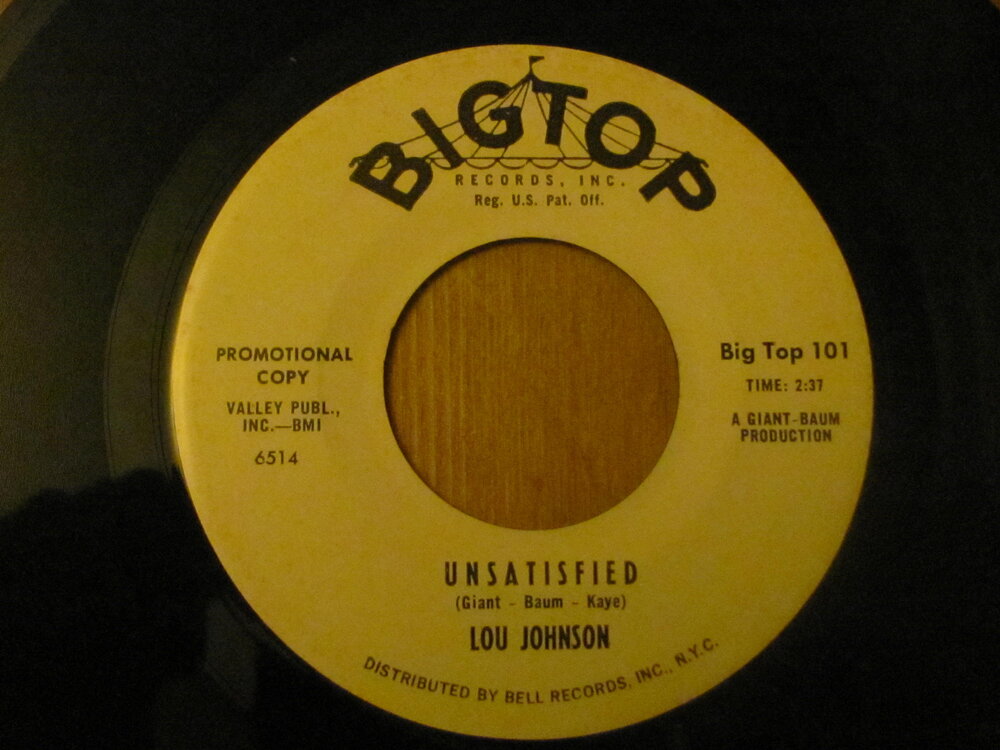 BIGTOP
RECORDS, INC.
Reg. U.S. Pat. Off.
PROMOTIONAL
COPY
VALLEY PUBL.,
INC.—BMI
6514
Big Top 101
TIME: 2:37
A GIANT-BAUM
PRODUCTION
UNSATISFIED
(Giant - Baum - Kaye)
LOU JOHNSON
DISTRIBUTED BY BELL RECORDS, INC., N.Y.C.